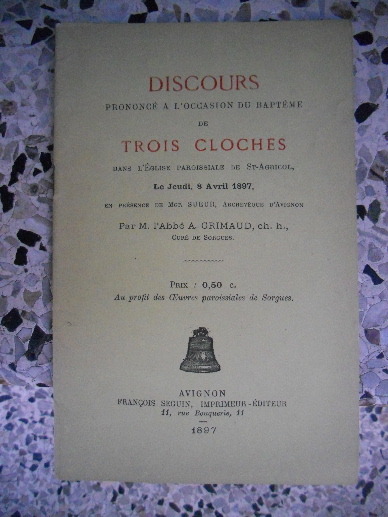 DISCOURS
PRONONCÉ A L'OCCASION DU BAPTÊME
DE
TROIS CLOCHES
DANS L'ÉGLISE PAROISSIALE DE ST-AGRICOL,
Le Jeudi, 8 Avril 1897,
EN PRÉSENCE DE MGR SUEUR, ARCHEVÊQUE D'AVIGNON
Par M. l'abbé A. GRIMAUD, ch. h.,
CURÉ DE SORGUES.
PRIX : 0,50 c.
Au profit des Œuvres paroissiales de Sorgues.
AVIGNON
FRANÇOIS SEGUIN, IMPRIMEUR-ÉDITEUR
11, rue Bouquerie, 11
1897